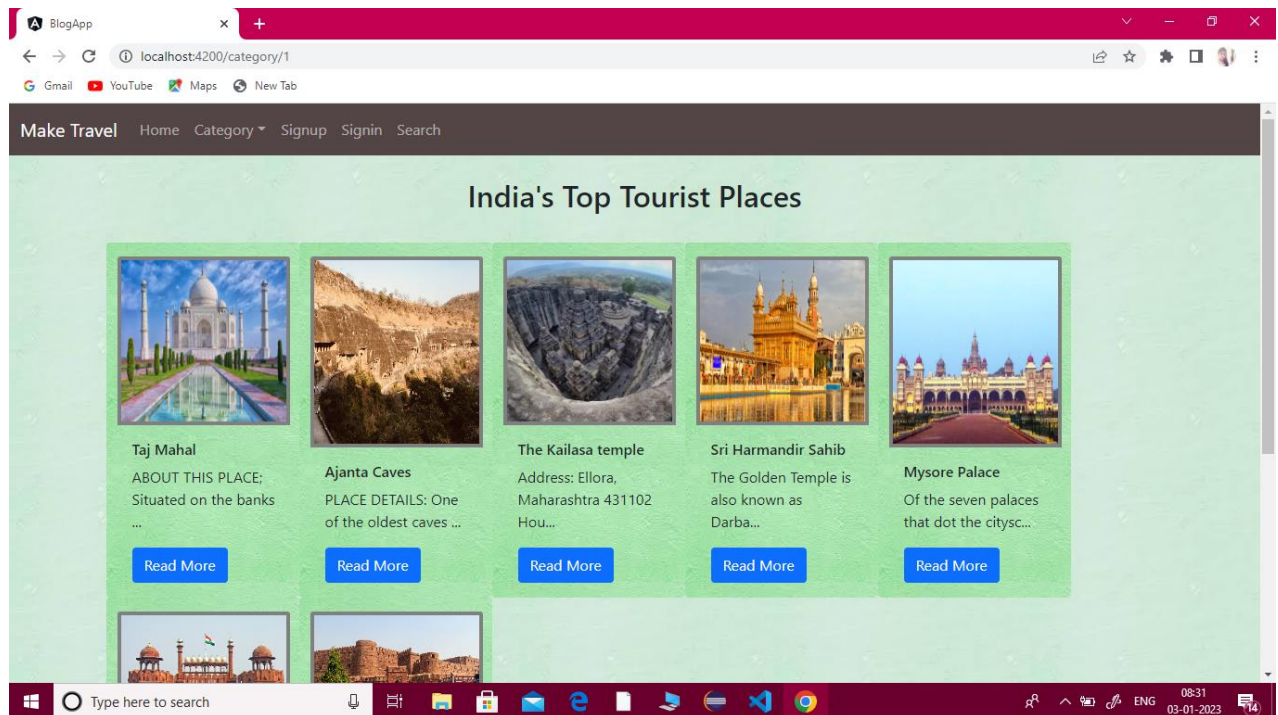 BlogApp
localhost:4200/category/1
Gmail YouTube Maps New Tab
Make Travel Home Category Signup Signin Search
India's Top Tourist Places
Taj Mahal
ABOUT THIS PLACE;
Situated on the banks
...
Read More
Ajanta Caves
PLACE DETAILS: One
of the oldest caves ...
Read More
The Kailasa temple
Address: Ellora,
Maharashtra 431102
Hou...
Read More
Sri Harmandir Sahib
The Golden Temple is
also known as
Darba...
Read More
Mysore Palace
Of the seven palaces
that dot the citysc...
Read More
Type here to search
ENG
08:31
03-01-2023
14